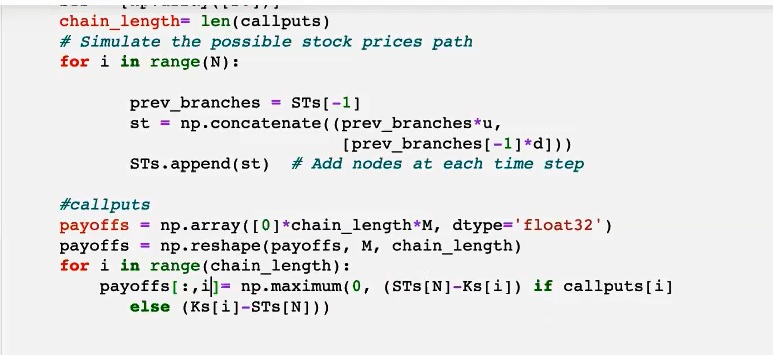 chain_length= len(callputs)
# Simulate the possible stock prices path
for i in range(N):
prev_branches = STs[-1]
st = np.concatenate((prev_branches*u,
[prev_branches[-1]*d]))
STs.append(st)  # Add nodes at each time step
#callputs
payoffs = np.array([0]*chain_length*M, dtype='float32')
payoffs = np.reshape(payoffs, M, chain_length)
for i in range(chain_length):
payoffs[:,i]= np.maximum(0, (STs[N]-Ks[i]) if callputs[i]
else (Ks[i]-STs[N]))